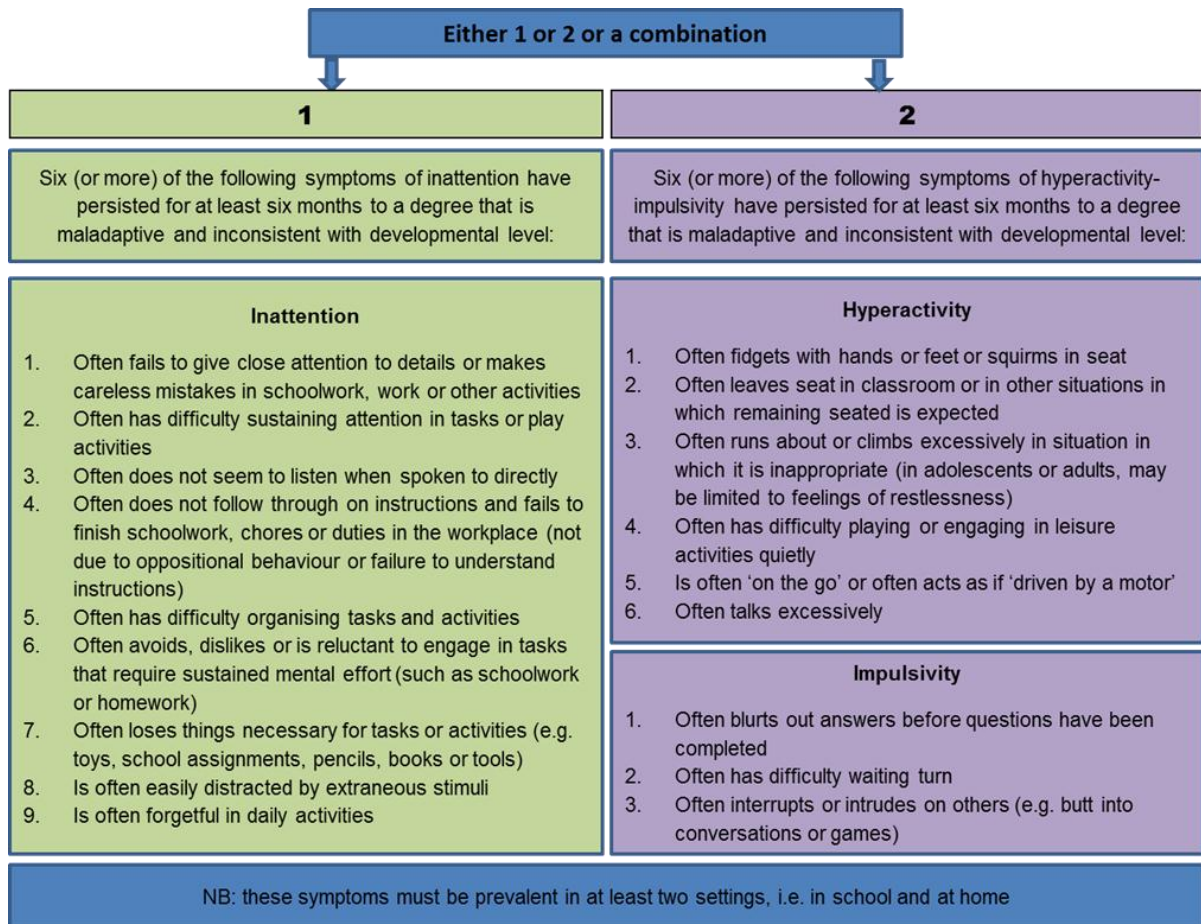 Either 1 or 2 or a combination
1
Six (or more) of the following symptoms of inattention have
persisted for at least six months to a degree that is
maladaptive and inconsistent with developmental level:
Inattention
1. Often fails to give close attention to details or makes
careless mistakes in schoolwork, work or other activities
2. Often has difficulty sustaining attention in tasks or play
activities
3. Often does not seem to listen when spoken to directly
4. Often does not follow through on instructions and fails to
finish schoolwork, chores or duties in the workplace (not
due to oppositional behaviour or failure to understand
instructions)
5. Often has difficulty organising tasks and activities
6. Often avoids, dislikes or is reluctant to engage in tasks
that require sustained mental effort (such as schoolwork
or homework)
7. Often loses things necessary for tasks or activities (e.g.
toys, school assignments, pencils, books or tools)
8. Is often easily distracted by extraneous stimuli
9. Is often forgetful in daily activities
2
Six (or more) of the following symptoms of hyperactivity-
impulsivity have persisted for at least six months to a degree
that is maladaptive and inconsistent with developmental level:
Hyperactivity
1. Often fidgets with hands or feet or squirms in seat
2. Often leaves seat in classroom or in other situations in
which remaining seated is expected
3. Often runs about or climbs excessively in situation in
which it is inappropriate (in adolescents or adults, may
be limited to feelings of restlessness)
4. Often has difficulty playing or engaging in leisure
activities quietly
5. Is often ‘on the go’ or often acts as if ‘driven by a motor’
6. Often talks excessively
Impulsivity
1. Often blurts out answers before questions have been
completed
2. Often has difficulty waiting turn
3. Often interrupts or intrudes on others (e.g. butt into
conversations or games)
NB: these symptoms must be prevalent in at least two settings, i.e. in school and at home